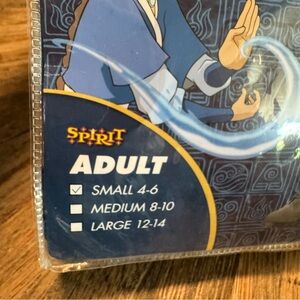 SPIRIT
ADULT
SMALL 4-6
MEDIUM 8-10
LARGE 12-14